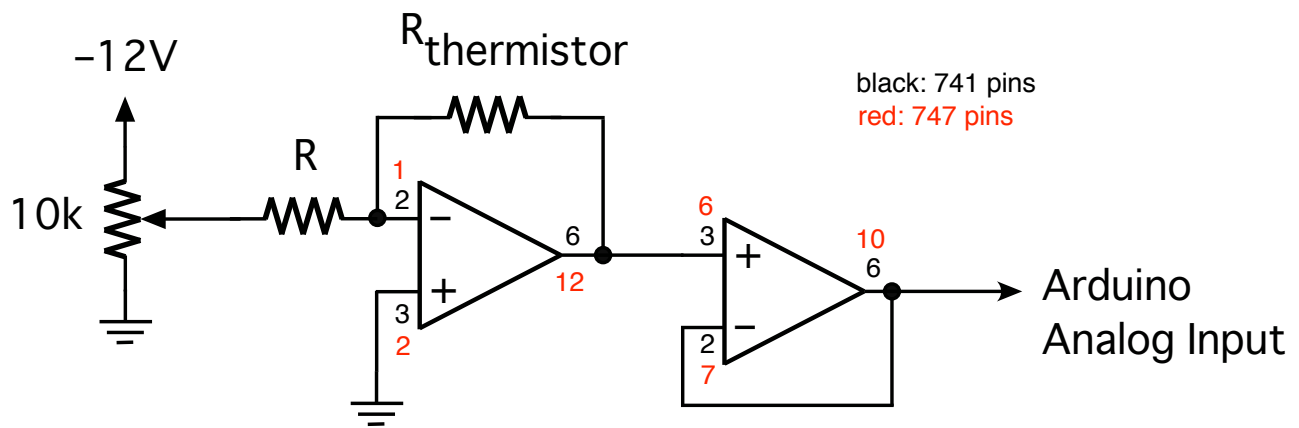 R thermistor
–12V
black: 741 pins
red: 747 pins
R
1
2
–
10k
6
3
6
10
6
+
12
+
3
2
–
2
7
Arduino
Analog Input